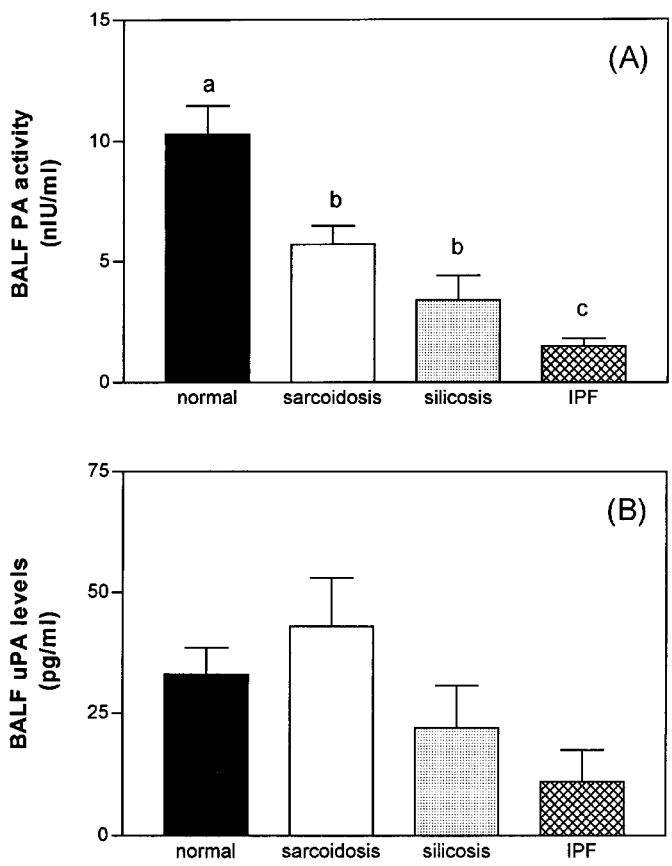 15
10
5
0
BALF PA activity
(nIU/ml)
(A)
a
b
b
c
normal
sarcoidosis
silicosis
IPF
75
50
25
0
BALF uPA levels
(pg/ml)
(B)
normal
sarcoidosis
silicosis
IPF